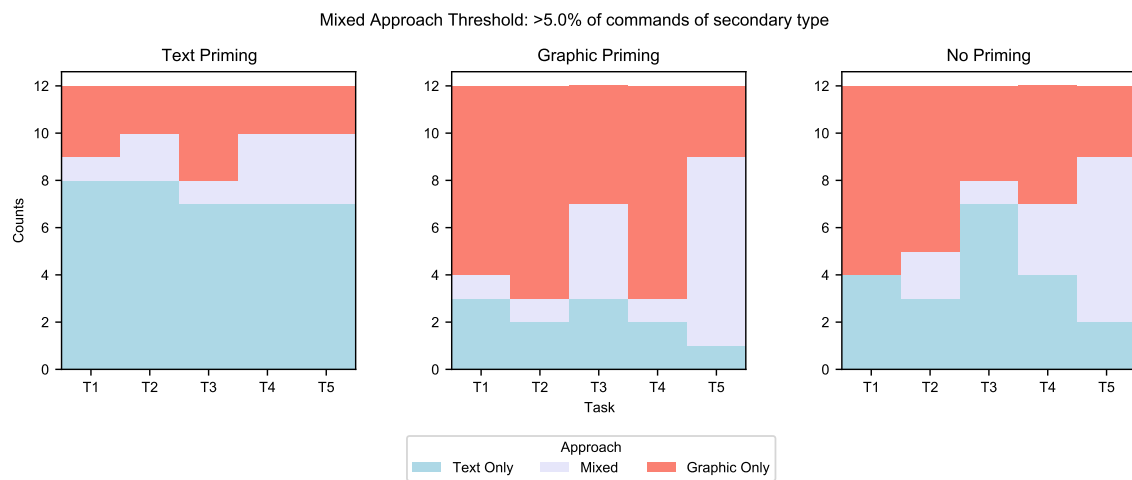 Mixed Approach Threshold: >5.0% of commands of secondary type
Text Priming
Graphic Priming
No Priming
Counts
12
10
8
6
4
2
0
T1 T2 T3 T4 T5
12
10
8
6
4
2
0
T1 T2 T3 T4 T5
Task
12
10
8
6
4
2
0
T1 T2 T3 T4 T5
Approach
Text Only Mixed Graphic Only